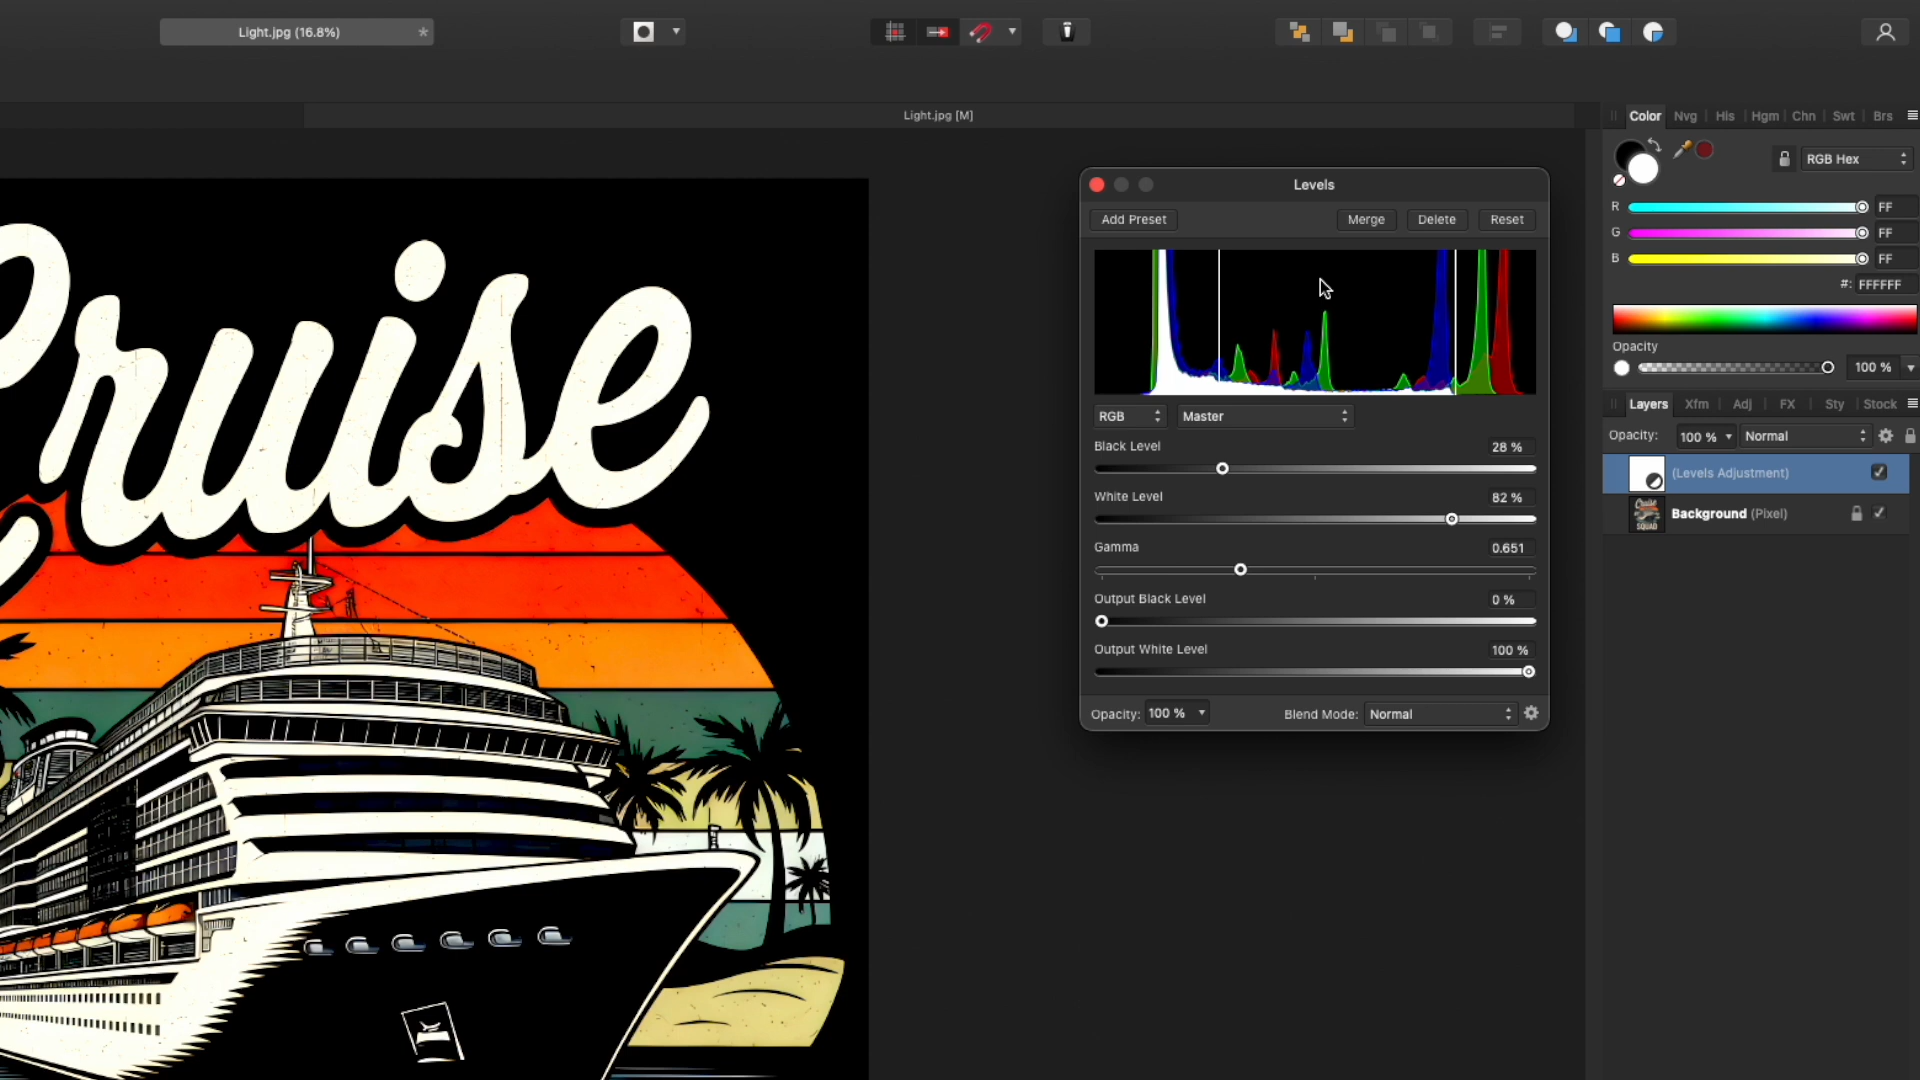 Light.jpg (16.8%)
*
Light.jpg [M]
Color Nvg His Hgm Chn Swt Brs
RGB Hex
R FF
G FF
B FF
#: FFFFFF
Opacity
100 %
Layers Xfm Adj FX Sty Stock
Opacity: 100 % Normal
(Levels Adjustment)
Background (Pixel)
Levels
Add Preset Merge Delete Reset
RGB Master
Black Level 28 %
White Level 82 %
Gamma 0.651
Output Black Level 0 %
Output White Level 100 %
Opacity: 100 % Blend Mode: Normal
Cruise
Cruise
SQUAD